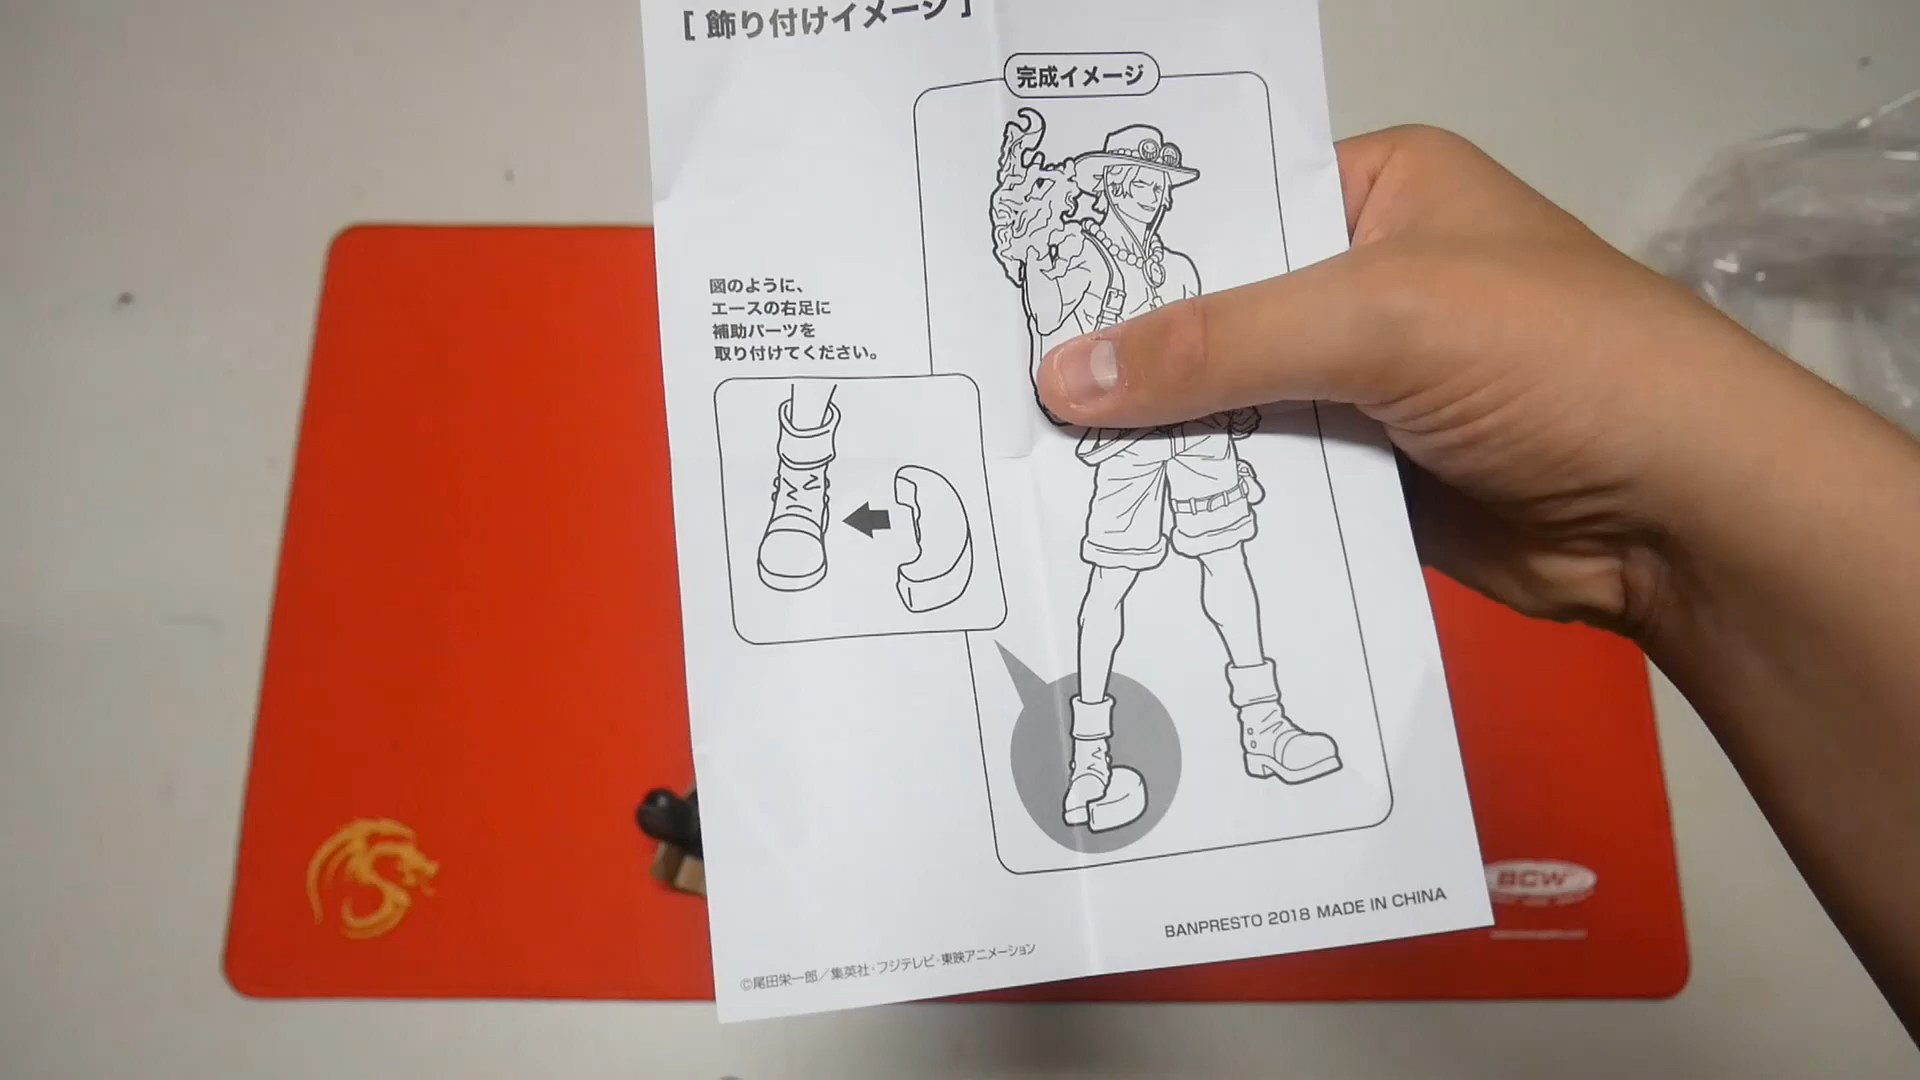 [ 飾り付けイメージ ]
完成イメージ
図のように、
エースの右足に
補助パーツを
取り付けてください。
BANPRESTO 2018 MADE IN CHINA
©尾田栄一郎／集英社・フジテレビ・東映アニメーション
BCW